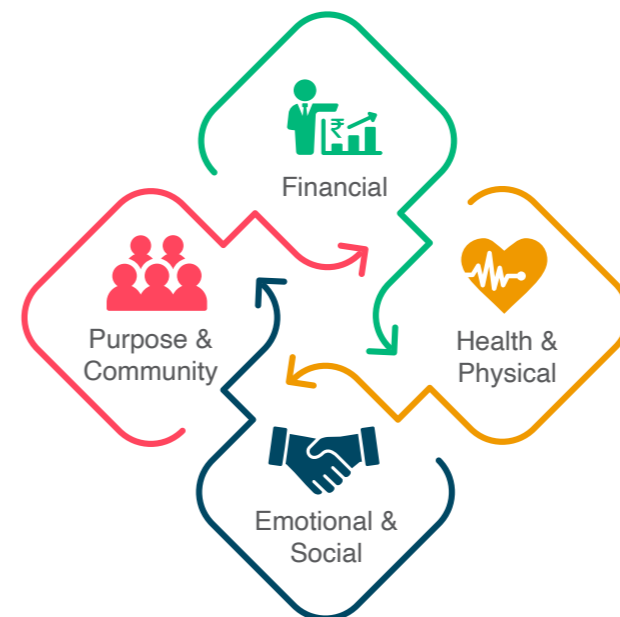 ₹
Financial
Purpose &
Community
Health &
Physical
Emotional &
Social